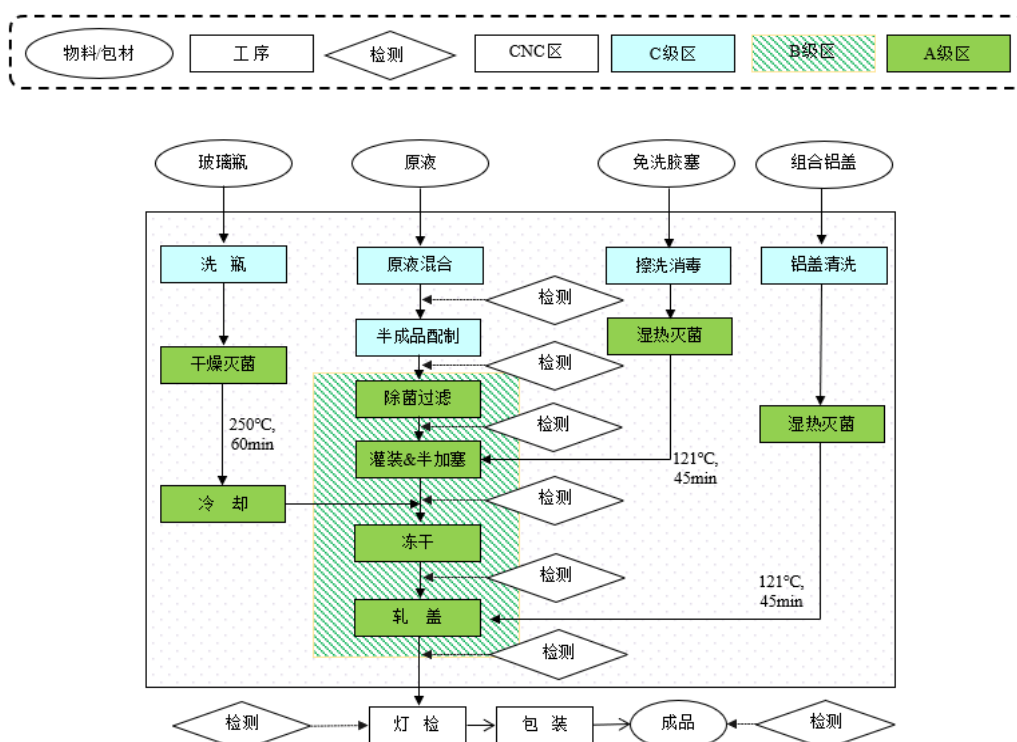 物料/包材
工序
检测
CNC区
C级区
B级区
A级区
玻璃瓶
原液
免洗胶塞
组合铝盖
洗 瓶
原液混合
擦洗消毒
铝盖清洗
检测
半成品配制
湿热灭菌
干燥灭菌
检测
除菌过滤
湿热灭菌
检测
250℃,
60min
灌装&半加塞
121℃,
45min
冷 却
检测
冻干
检测
121℃,
45min
轧 盖
检测
检测
灯 检
包 装
成品
检测